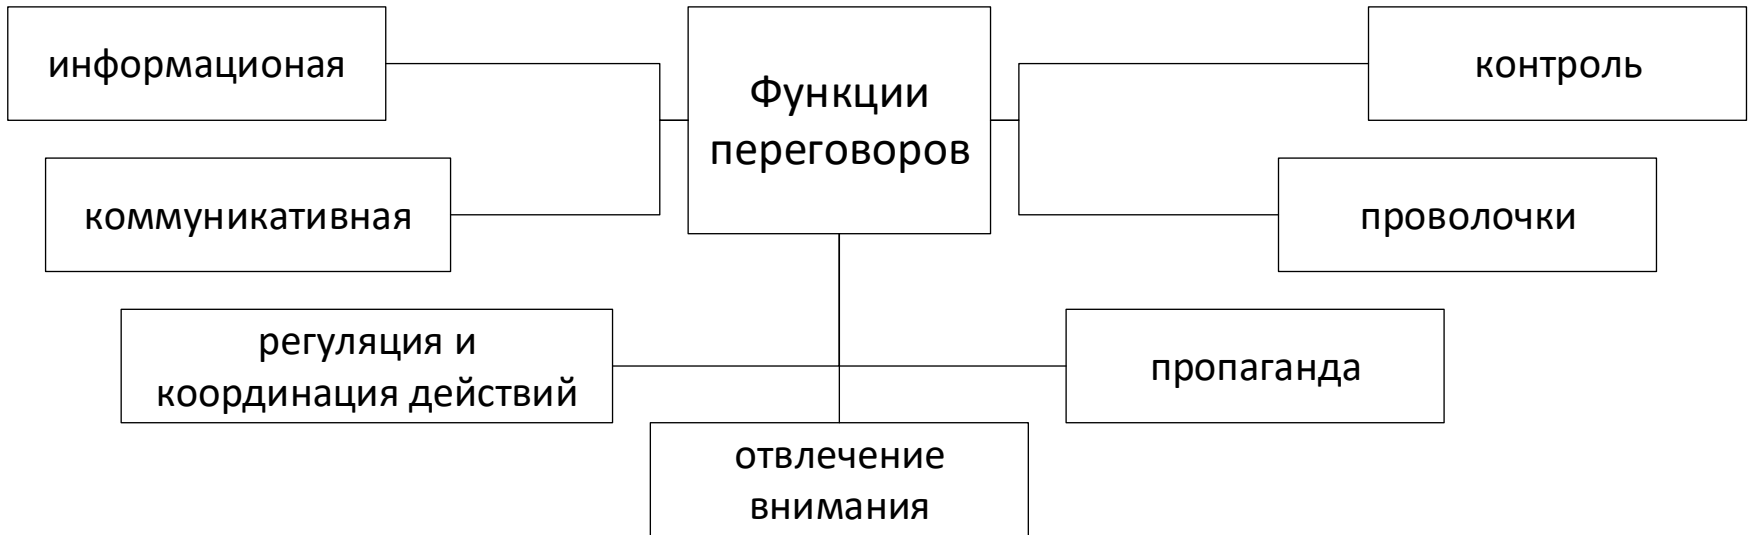 информационая
Функции
переговоров
контроль
коммуникативная
проволочки
регуляция и
координация действий
пропаганда
отвлечение
внимания